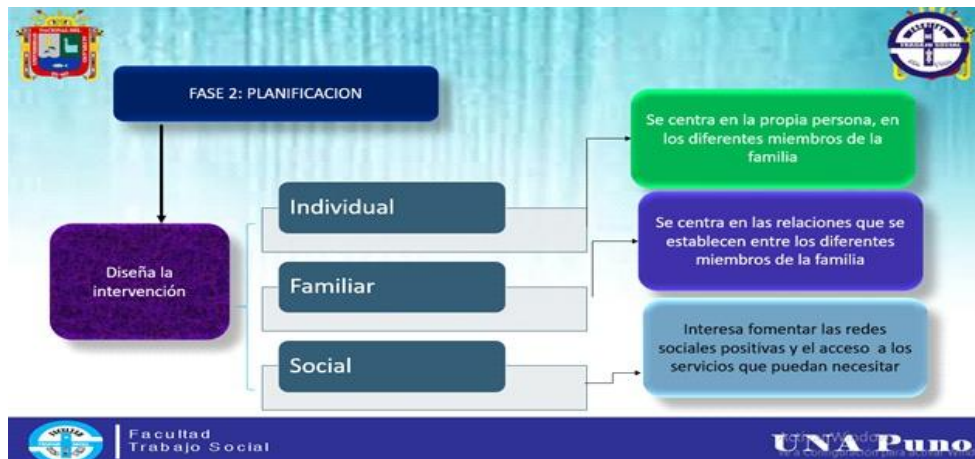 FASE 2: PLANIFICACION
Diseña la
intervención
Individual
Familiar
Social
Se centra en la propia persona, en
los diferentes miembros de la
familia
Se centra en las relaciones que se
establecen entre los diferentes
miembros de la familia
Interesa fomentar las redes
sociales positivas y el acceso a los
servicios que puedan necesitar
TRABAJO SOCIAL
Facultad
Trabajo Social
UNA Puno